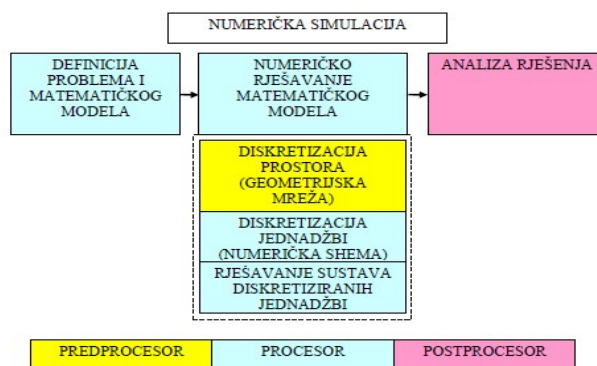 NUMERIČKA SIMULACIJA
DEFINICIJA
PROBLEMA I
MATEMATIČKOG
MODELA
NUMERIČKO
RJEŠAVANJE
MATEMATIČKOG
MODELA
ANALIZA RJEŠENJA
DISKRETIZACIJA
PROSTORA
(GEOMETRIJSKA
MREŽA)
DISKRETIZACIJA
JEDNADŽBI
(NUMERIČKA SHEMA)
RJEŠAVANJE SUSTAVA
DISKRETIZIRANIH
JEDNADŽBI
PREDPROCESOR
PROCESOR
POSTPROCESOR